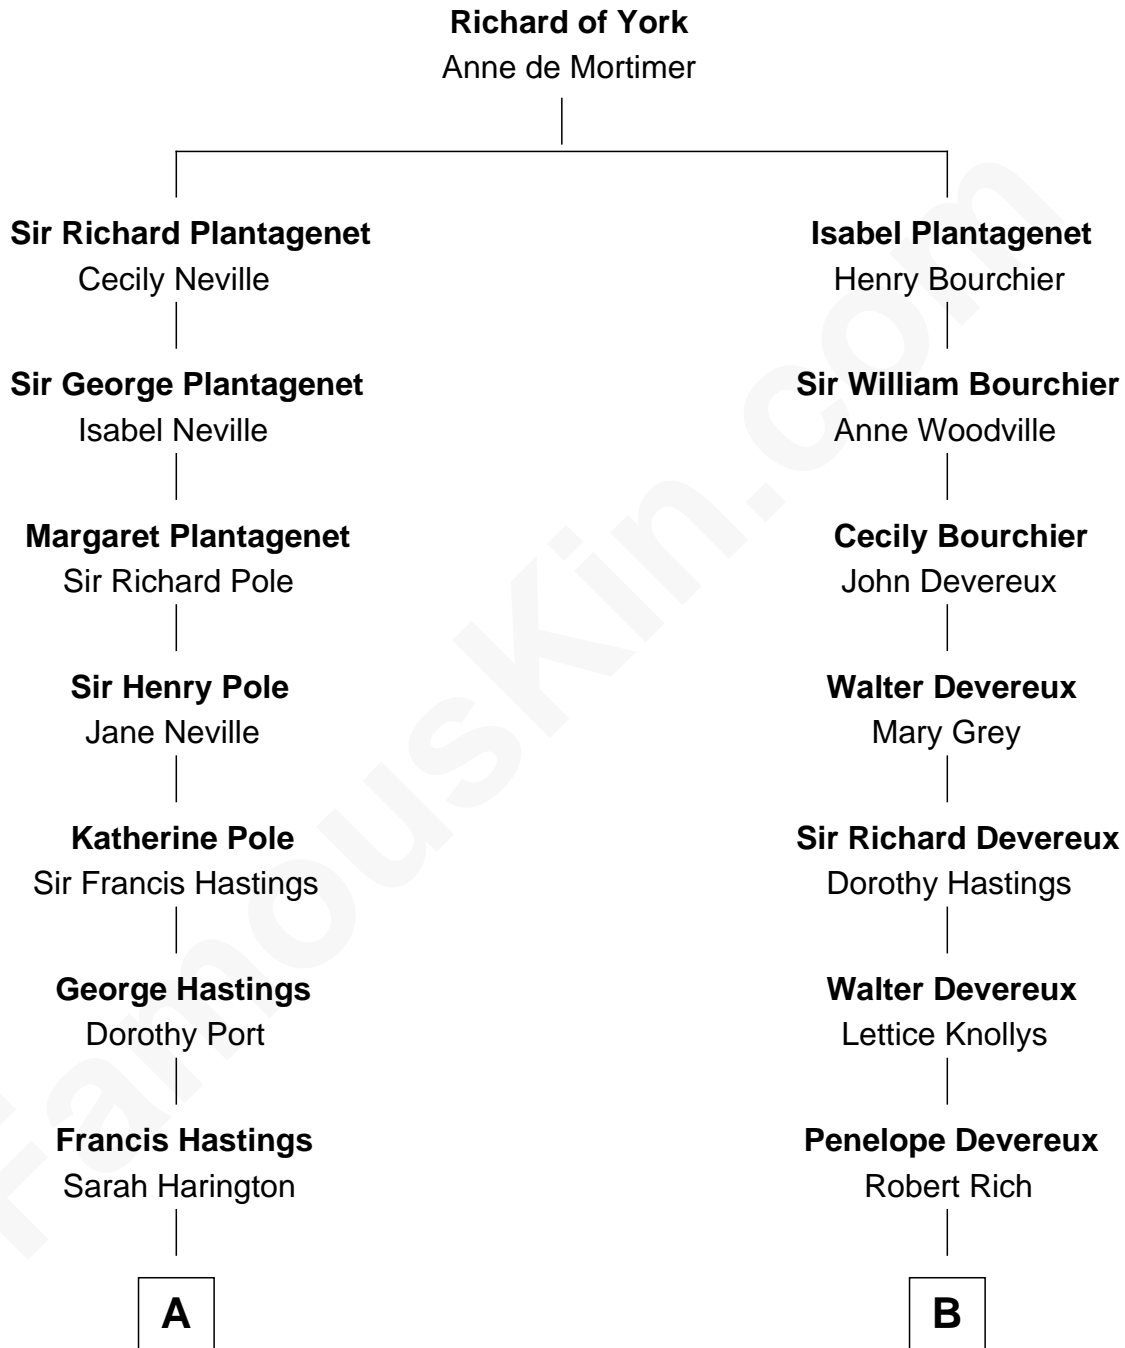 Richard of York
Anne de Mortimer
Sir Richard Plantagenet
Cecily Neville
Isabel Plantagenet
Henry Bourchier
Sir George Plantagenet
Isabel Neville
Sir William Bourchier
Anne Woodville
Margaret Plantagenet
Sir Richard Pole
Cecily Bourchier
John Devereux
Sir Henry Pole
Jane Neville
Walter Devereux
Mary Grey
Katherine Pole
Sir Francis Hastings
Sir Richard Devereux
Dorothy Hastings
George Hastings
Dorothy Port
Walter Devereux
Lettice Knollys
Francis Hastings
Sarah Harington
Penelope Devereux
Robert Rich
A
B
FamousKin.com